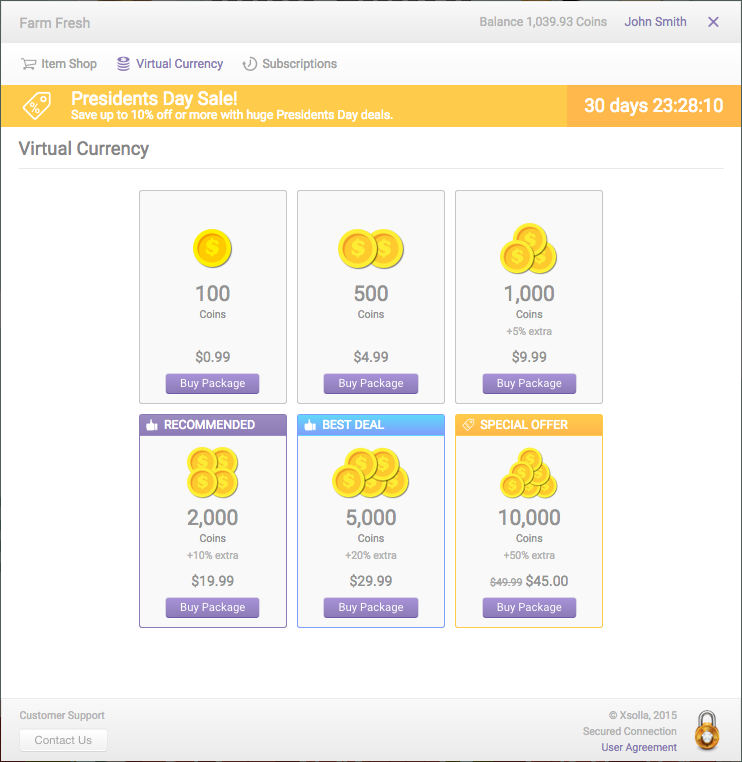 Farm Fresh
Balance 1,039.93 Coins
John Smith
Item Shop
Virtual Currency
Subscriptions
Presidents Day Sale!
Save up to 10% off or more with huge Presidents Day deals.
30 days 23:28:10
Virtual Currency
100
Coins
$0.99
Buy Package
500
Coins
$4.99
Buy Package
1,000
Coins
+5% extra
$9.99
Buy Package
RECOMMENDED
2,000
Coins
+10% extra
$19.99
Buy Package
BEST DEAL
5,000
Coins
+20% extra
$29.99
Buy Package
SPECIAL OFFER
10,000
Coins
+50% extra
$49.99 $45.00
Buy Package
Customer Support
Contact Us
© Xsolla, 2015
Secured Connection
User Agreement